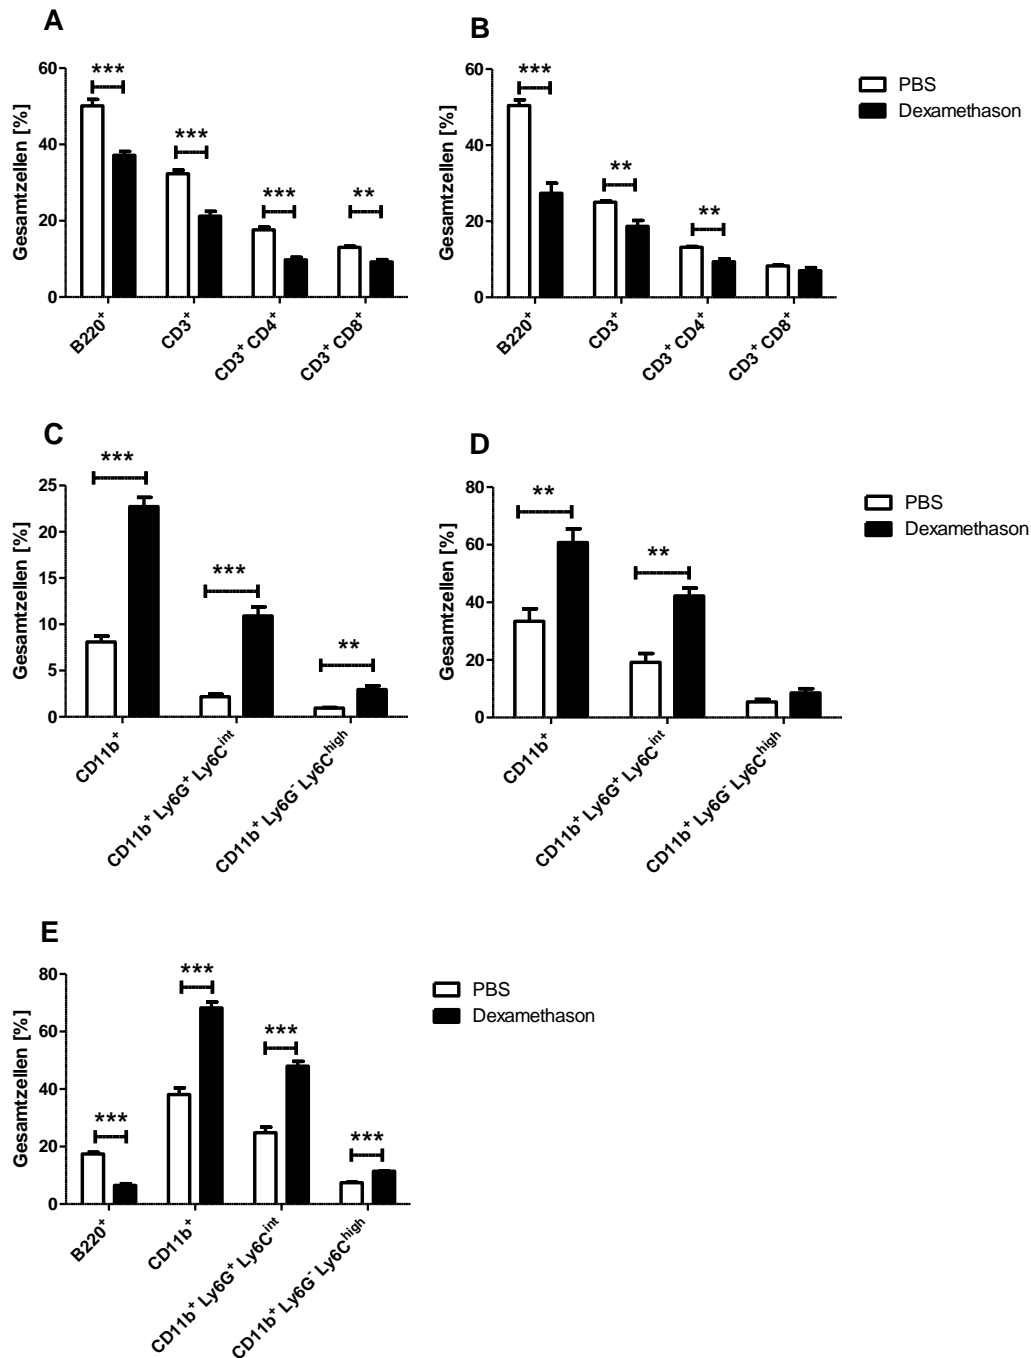 A
Gesamtzellen [%]
60
40
20
0
***
***
***
**
B220⁺
CD3⁺
CD3⁺ CD4⁺
CD3⁺ CD8⁺
B
Gesamtzellen [%]
60
40
20
0
***
**
**
B220⁺
CD3⁺
CD3⁺ CD4⁺
CD3⁺ CD8⁺
PBS
Dexamethason
C
Gesamtzellen [%]
25
20
15
10
5
0
***
***
**
CD11b⁺
CD11b⁺ Ly6G⁺ Ly6Cⁱⁿᵗ
CD11b⁺ Ly6G⁻ Ly6Cʰⁱᵍʰ
D
Gesamtzellen [%]
80
60
40
20
0
**
**
CD11b⁺
CD11b⁺ Ly6G⁺ Ly6Cⁱⁿᵗ
CD11b⁺ Ly6G⁻ Ly6Cʰⁱᵍʰ
PBS
Dexamethason
E
Gesamtzellen [%]
80
60
40
20
0
***
***
***
***
B220⁺
CD11b⁺
CD11b⁺ Ly6G⁺ Ly6Cⁱⁿᵗ
CD11b⁺ Ly6G⁻ Ly6Cʰⁱᵍʰ
PBS
Dexamethason